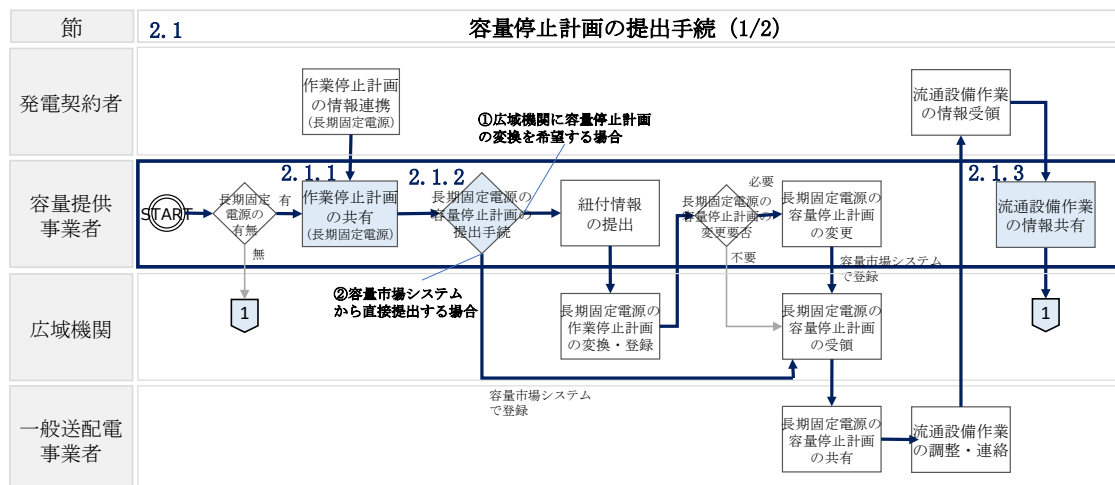 節
2.1
容量停止計画の提出手続（1/2）
発電契約者
作業停止計画
の情報連携
（長期固定電源）
①広域機関に容量停止計画
の変換を希望する場合
流通設備作業
の情報受領
容量提供
事業者
START
長期固定
電源の
有無
有
無
2.1.1
作業停止計画
の共有
（長期固定電源）
2.1.2
長期固定電源の
容量停止計画の
提出手続
紐付情報
の提出
長期固定電源の
容量停止計画の
変更要否
必要
不要
長期固定電源の
容量停止計画
の変更
容量市場システム
で登録
2.1.3
流通設備作業
の情報共有
②容量市場システム
から直接提出する場合
広域機関
1
長期固定電源の
作業停止計画
の変換・登録
長期固定電源の
容量停止計画
の受領
1
容量市場システム
で登録
一般送配電
事業者
長期固定電源の
容量停止計画
の共有
流通設備作業
の調整・連絡